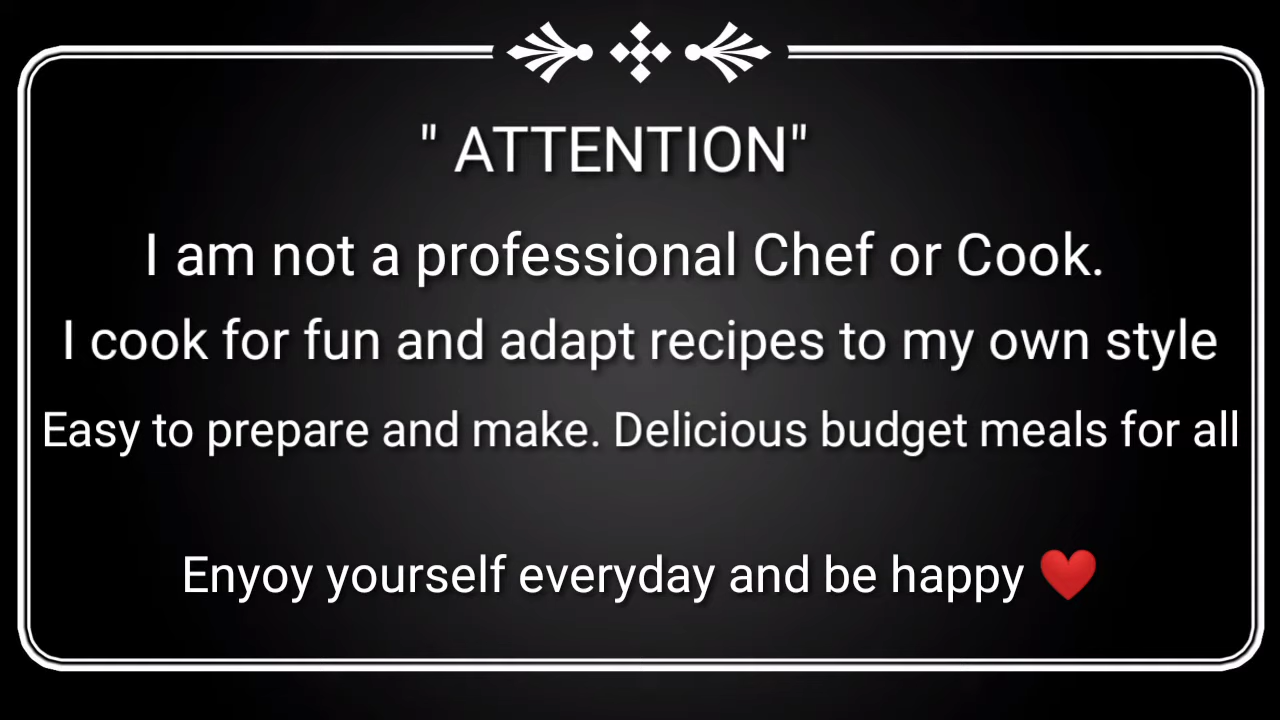 " ATTENTION"
I am not a professional Chef or Cook.
I cook for fun and adapt recipes to my own style
Easy to prepare and make. Delicious budget meals for all
Enyoy yourself everyday and be happy ❤️